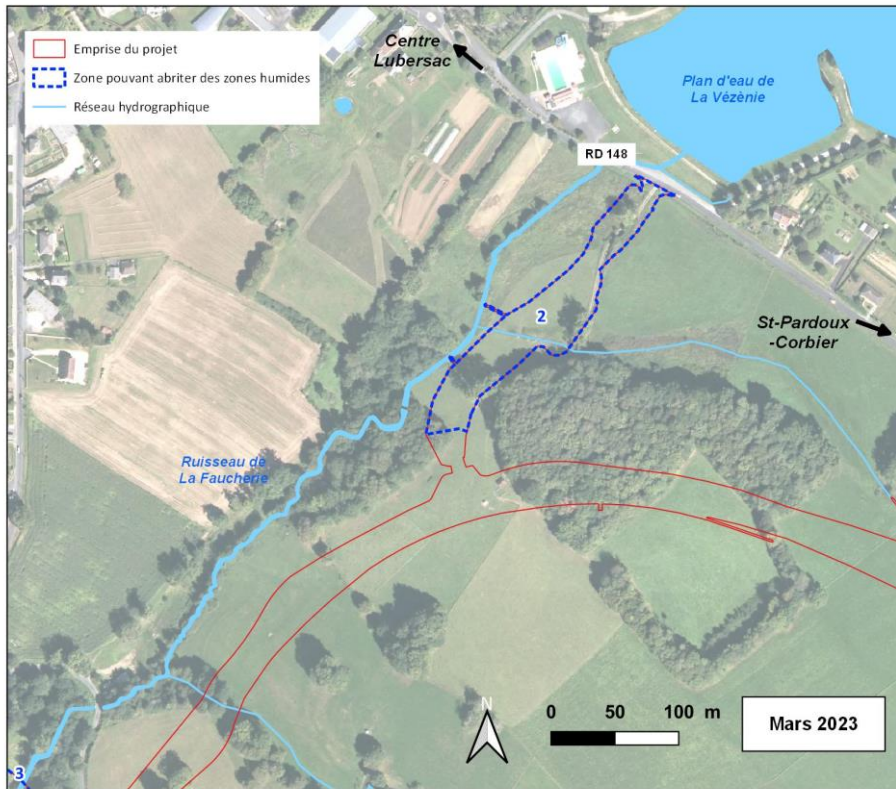 Emprise du projet
Zone pouvant abriter des zones humides
Réseau hydrographique
Centre
Lubersac
Plan d'eau de
La Vézènie
RD 148
2
St-Pardoux
-Corbier
Ruisseau de
La Faucherie
N
0 50 100 m
Mars 2023
3